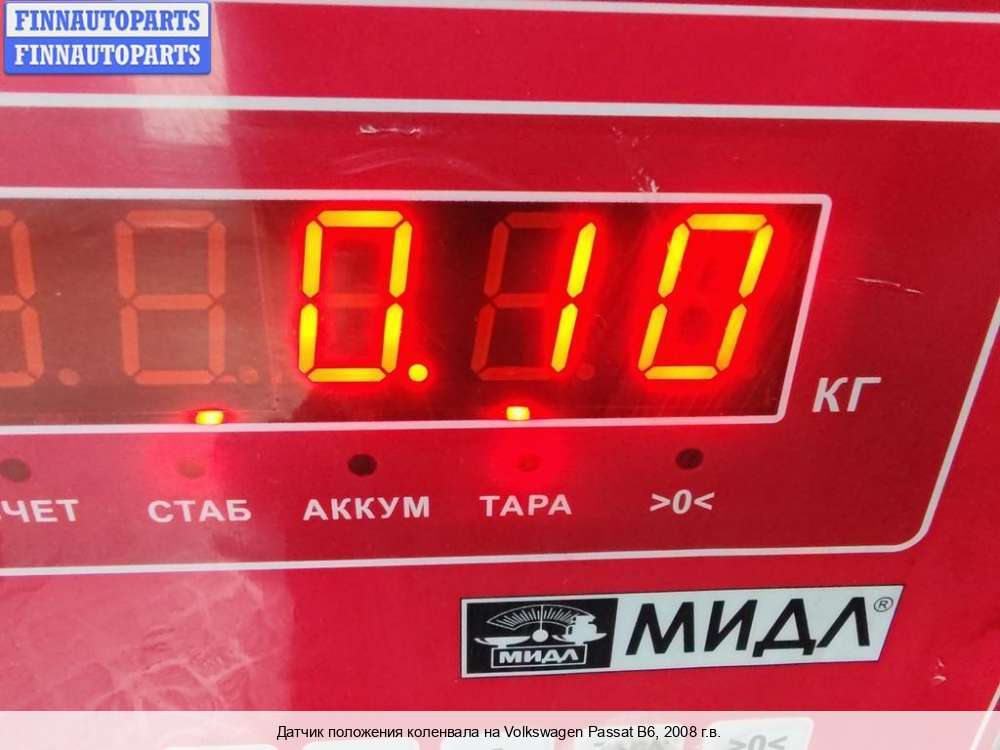 FINNAUTOPARTS
FINNAUTOPARTS
0.10
КГ
СТАБ АККУМ ТАРА >0<
МИДЛ МИДЛ®
Датчик положения коленвала на Volkswagen Passat B6, 2008 г.в.
>0<